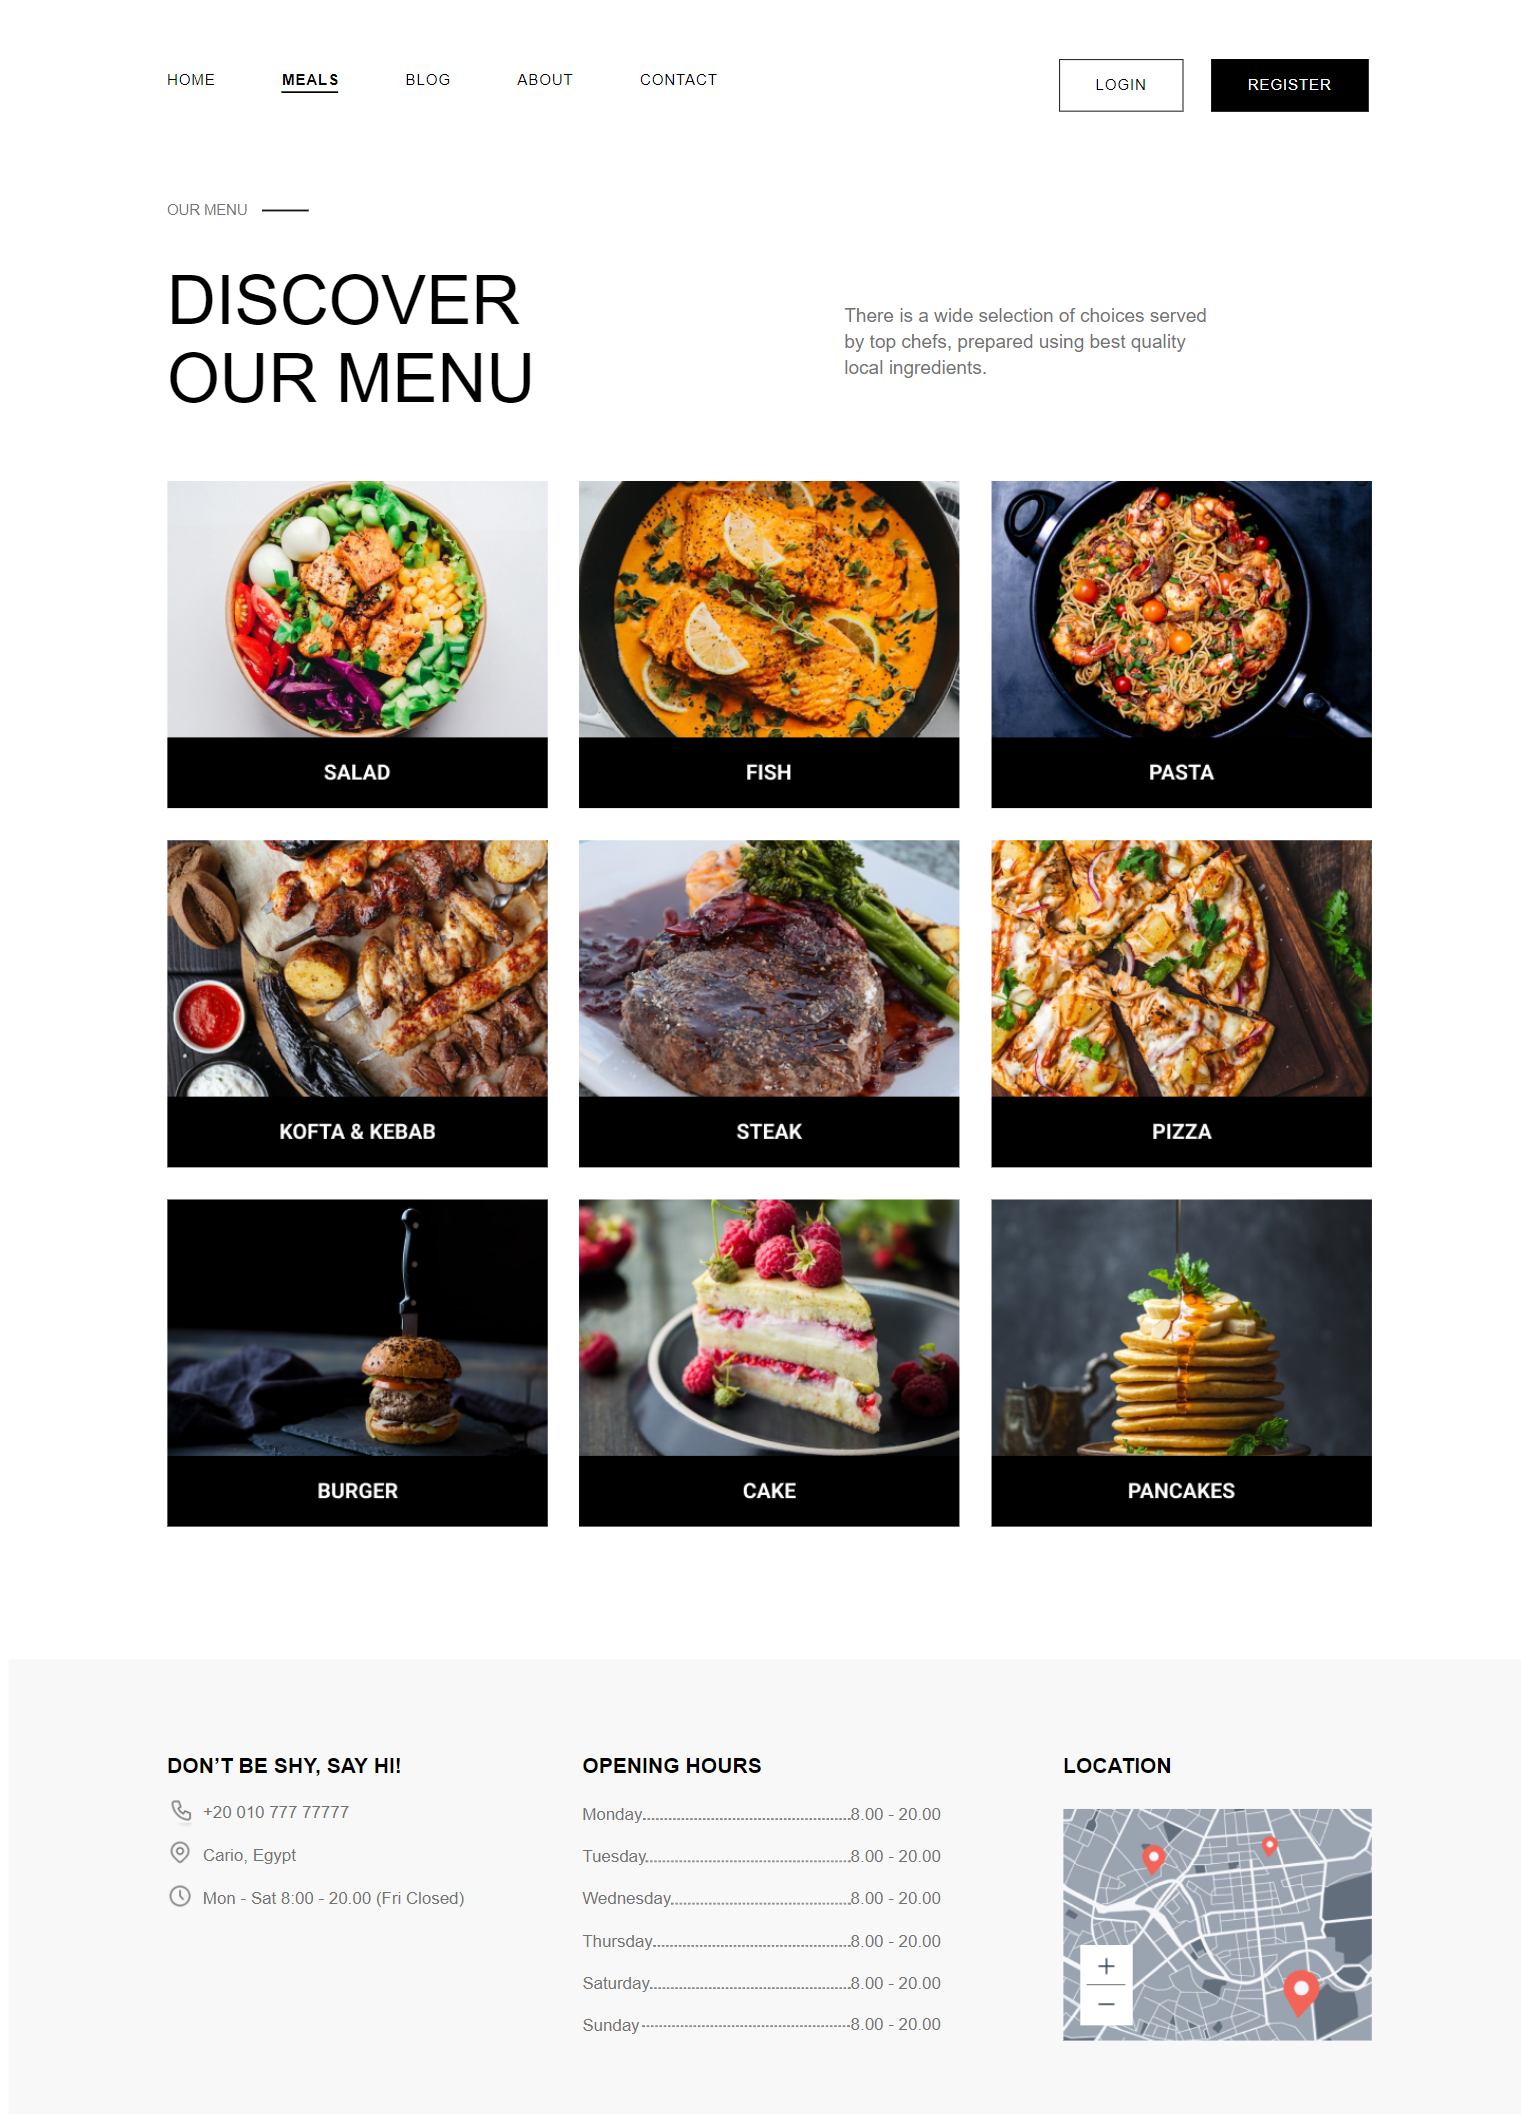 HOME MEALS BLOG ABOUT CONTACT LOGIN REGISTER
OUR MENU
DISCOVER
OUR MENU
There is a wide selection of choices served
by top chefs, prepared using best quality
local ingredients.
SALAD
FISH
PASTA
KOFTA & KEBAB
STEAK
PIZZA
BURGER
CAKE
PANCAKES
DON’T BE SHY, SAY HI!
+20 010 777 77777
Cario, Egypt
Mon - Sat 8:00 - 20.00 (Fri Closed)
OPENING HOURS
Monday 8.00 - 20.00
Tuesday 8.00 - 20.00
Wednesday 8.00 - 20.00
Thursday 8.00 - 20.00
Saturday 8.00 - 20.00
Sunday 8.00 - 20.00
LOCATION
+
−